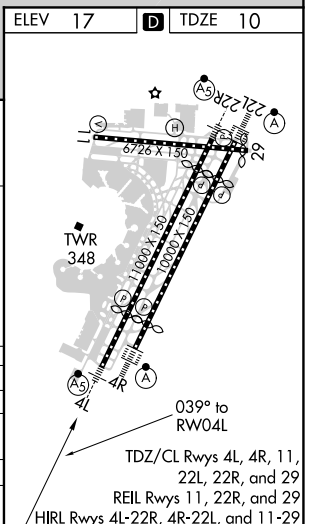 ELEV 17 D TDZE 10
A5
22R
22L
A
H
V
11
29
6726 X 150
P
P
P
TWR
348
11000 X 150
10000 X 150
P
P
A5
4L
4R
A
039° to
RW04L
TDZ/CL Rwys 4L, 4R, 11,
22L, 22R, and 29
REIL Rwys 11, 22R, and 29
HIRL Rwys 4L-22R, 4R-22L, and 11-29